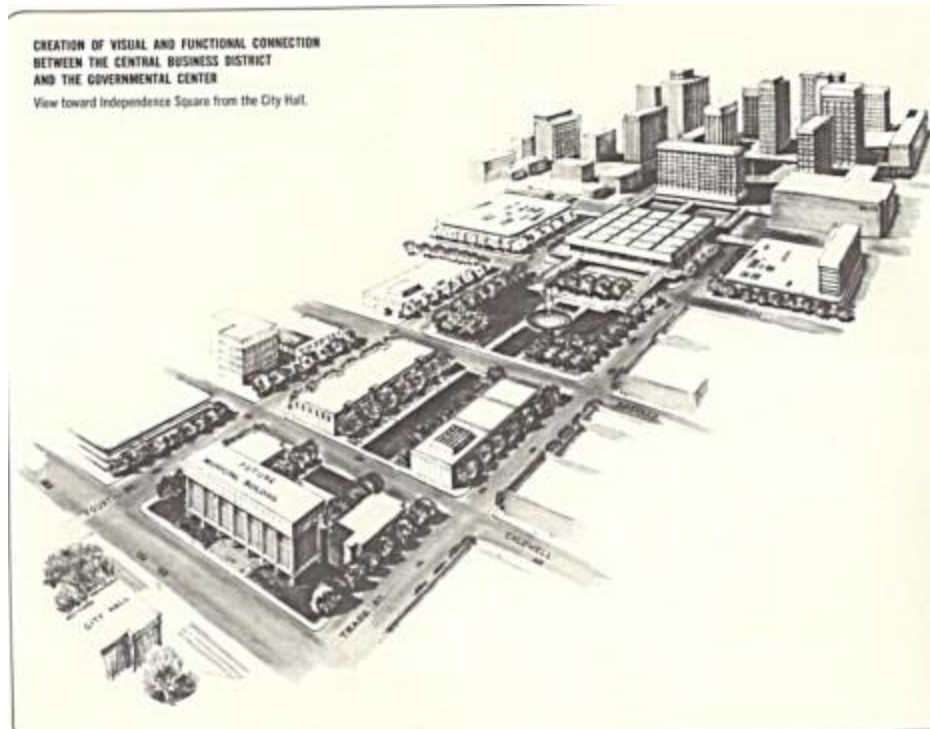 CREATION OF VISUAL AND FUNCTIONAL CONNECTION
BETWEEN THE CENTRAL BUSINESS DISTRICT
AND THE GOVERNMENTAL CENTER
View toward Independence Square from the City Hall.
FUTURE
MUNICIPAL BUILDING
CALDWELL
TRADE ST.
CITY HALL